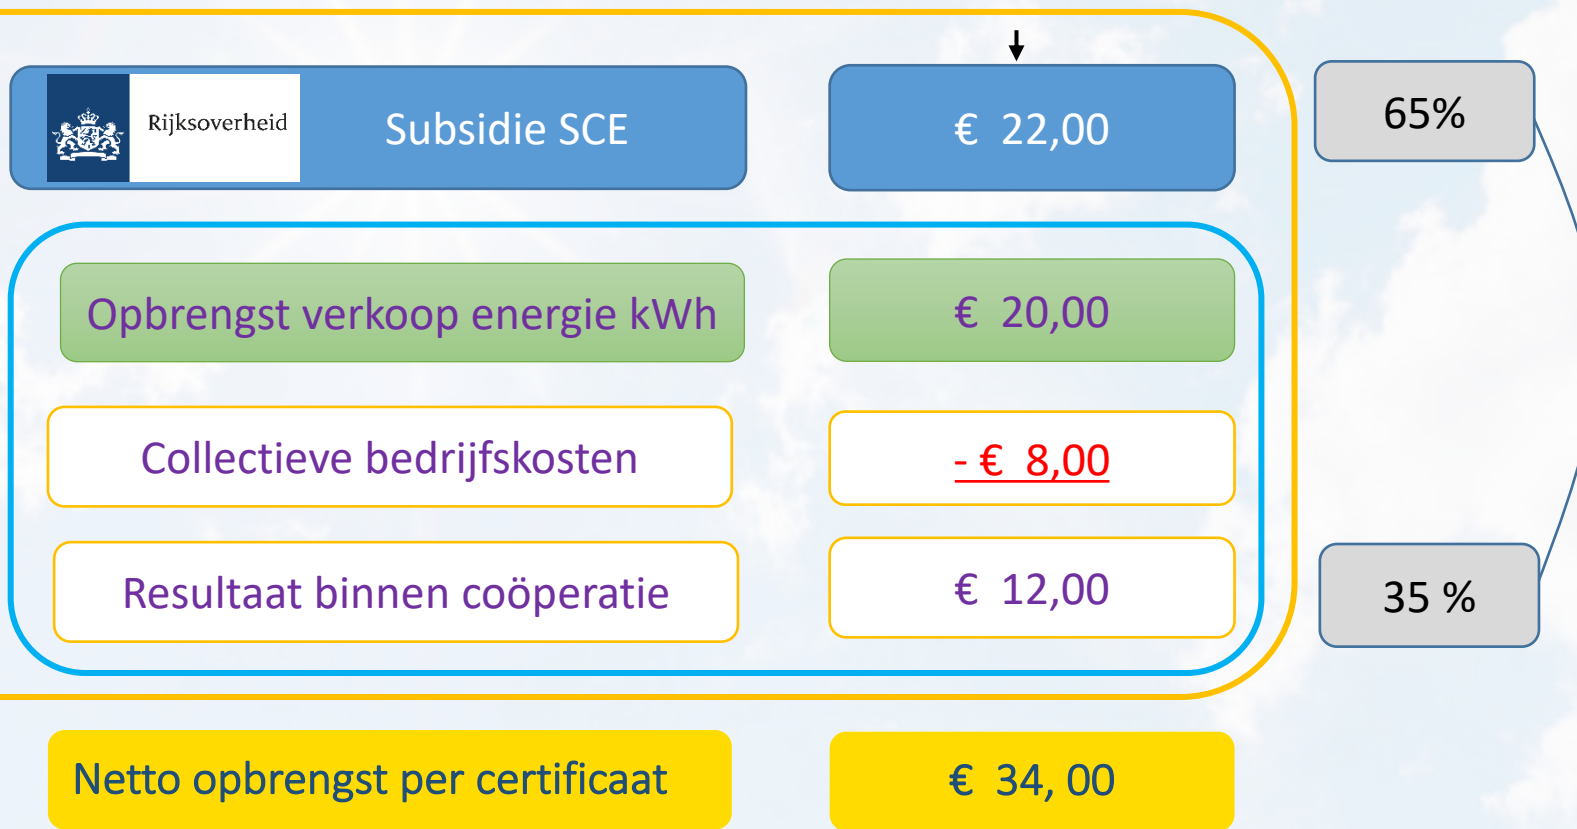 Rijksoverheid
Subsidie SCE
€ 22,00
65%
Opbrengst verkoop energie kWh
€ 20,00
Collectieve bedrijfskosten
- € 8,00
Resultaat binnen coöperatie
€ 12,00
35 %
Netto opbrengst per certificaat
€ 34, 00